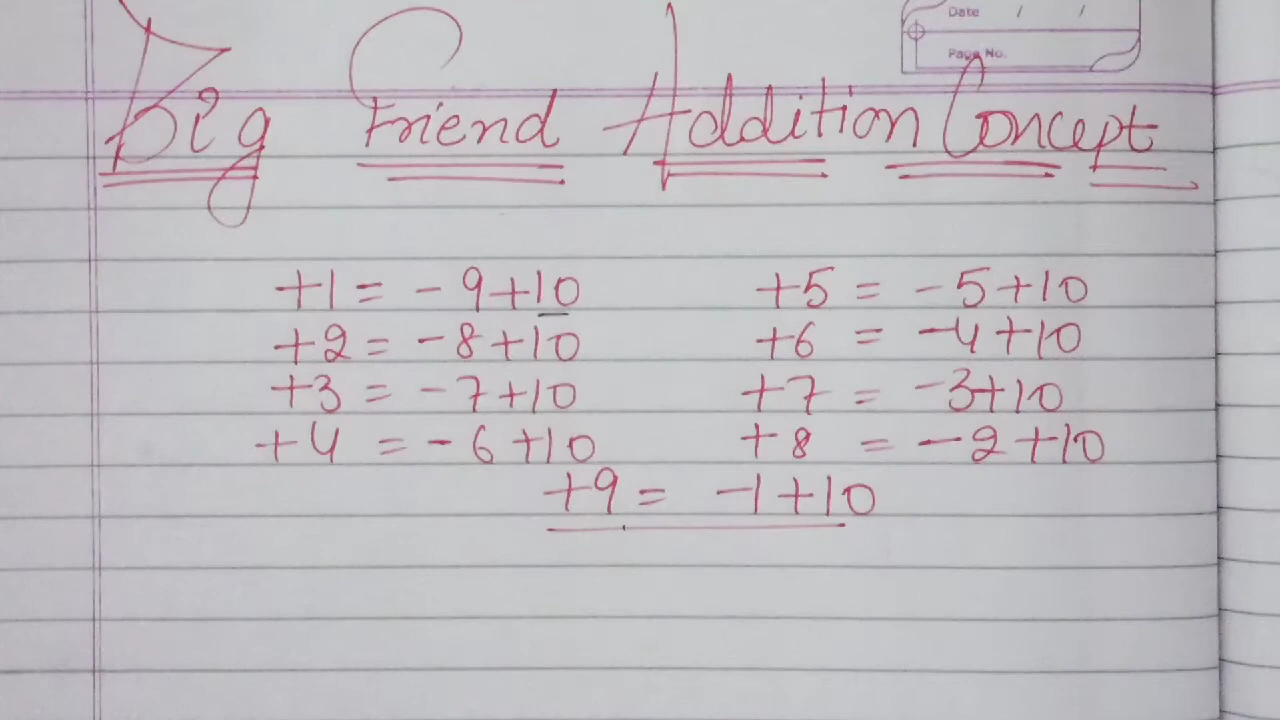 Date / /
Page No.
Big Friend Addition Concept
+1 = -9+10 +5 = -5+10
+2 = -8+10 +6 = -4+10
+3 = -7+10 +7 = -3+10
+4 = -6+10 +8 = -2+10
+9 = -1+10